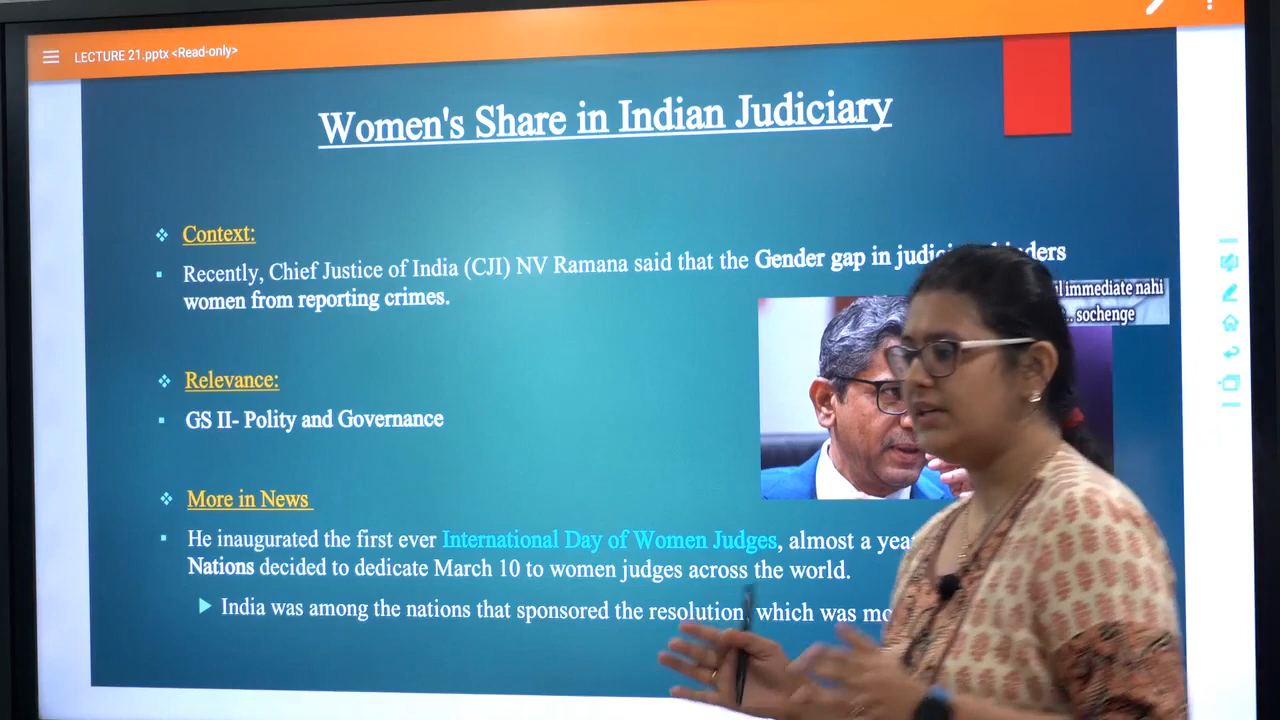 LECTURE 21.pptx <Read-only>
Women's Share in Indian Judiciary
Context:
Recently, Chief Justice of India (CJI) NV Ramana said that the Gender gap in
women from reporting crimes.
immediate nahi
sochenge
Relevance:
GS II- Polity and Governance
More in News
He inaugurated the first ever International Day of Women Judges, almost a
Nations decided to dedicate March 10 to women judges across the world.
India was among the nations that sponsored the resolution, which was